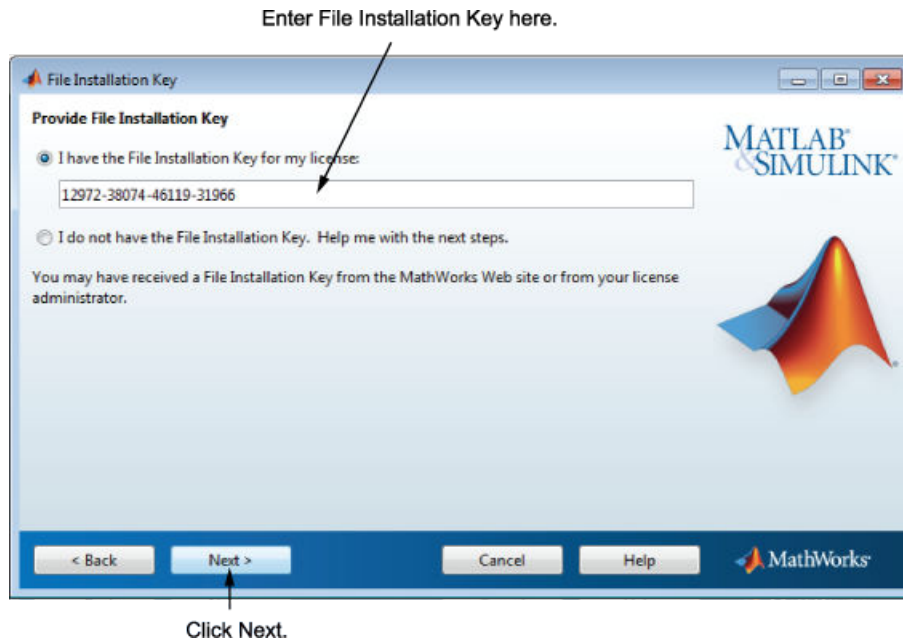 Enter File Installation Key here.
File Installation Key
Provide File Installation Key
MATLAB®
&SIMULINK®
I have the File Installation Key for my license:
12972-38074-46119-31966
I do not have the File Installation Key. Help me with the next steps.
You may have received a File Installation Key from the MathWorks Web site or from your license
administrator.
< Back
Next >
Cancel
Help
MathWorks®
Click Next.